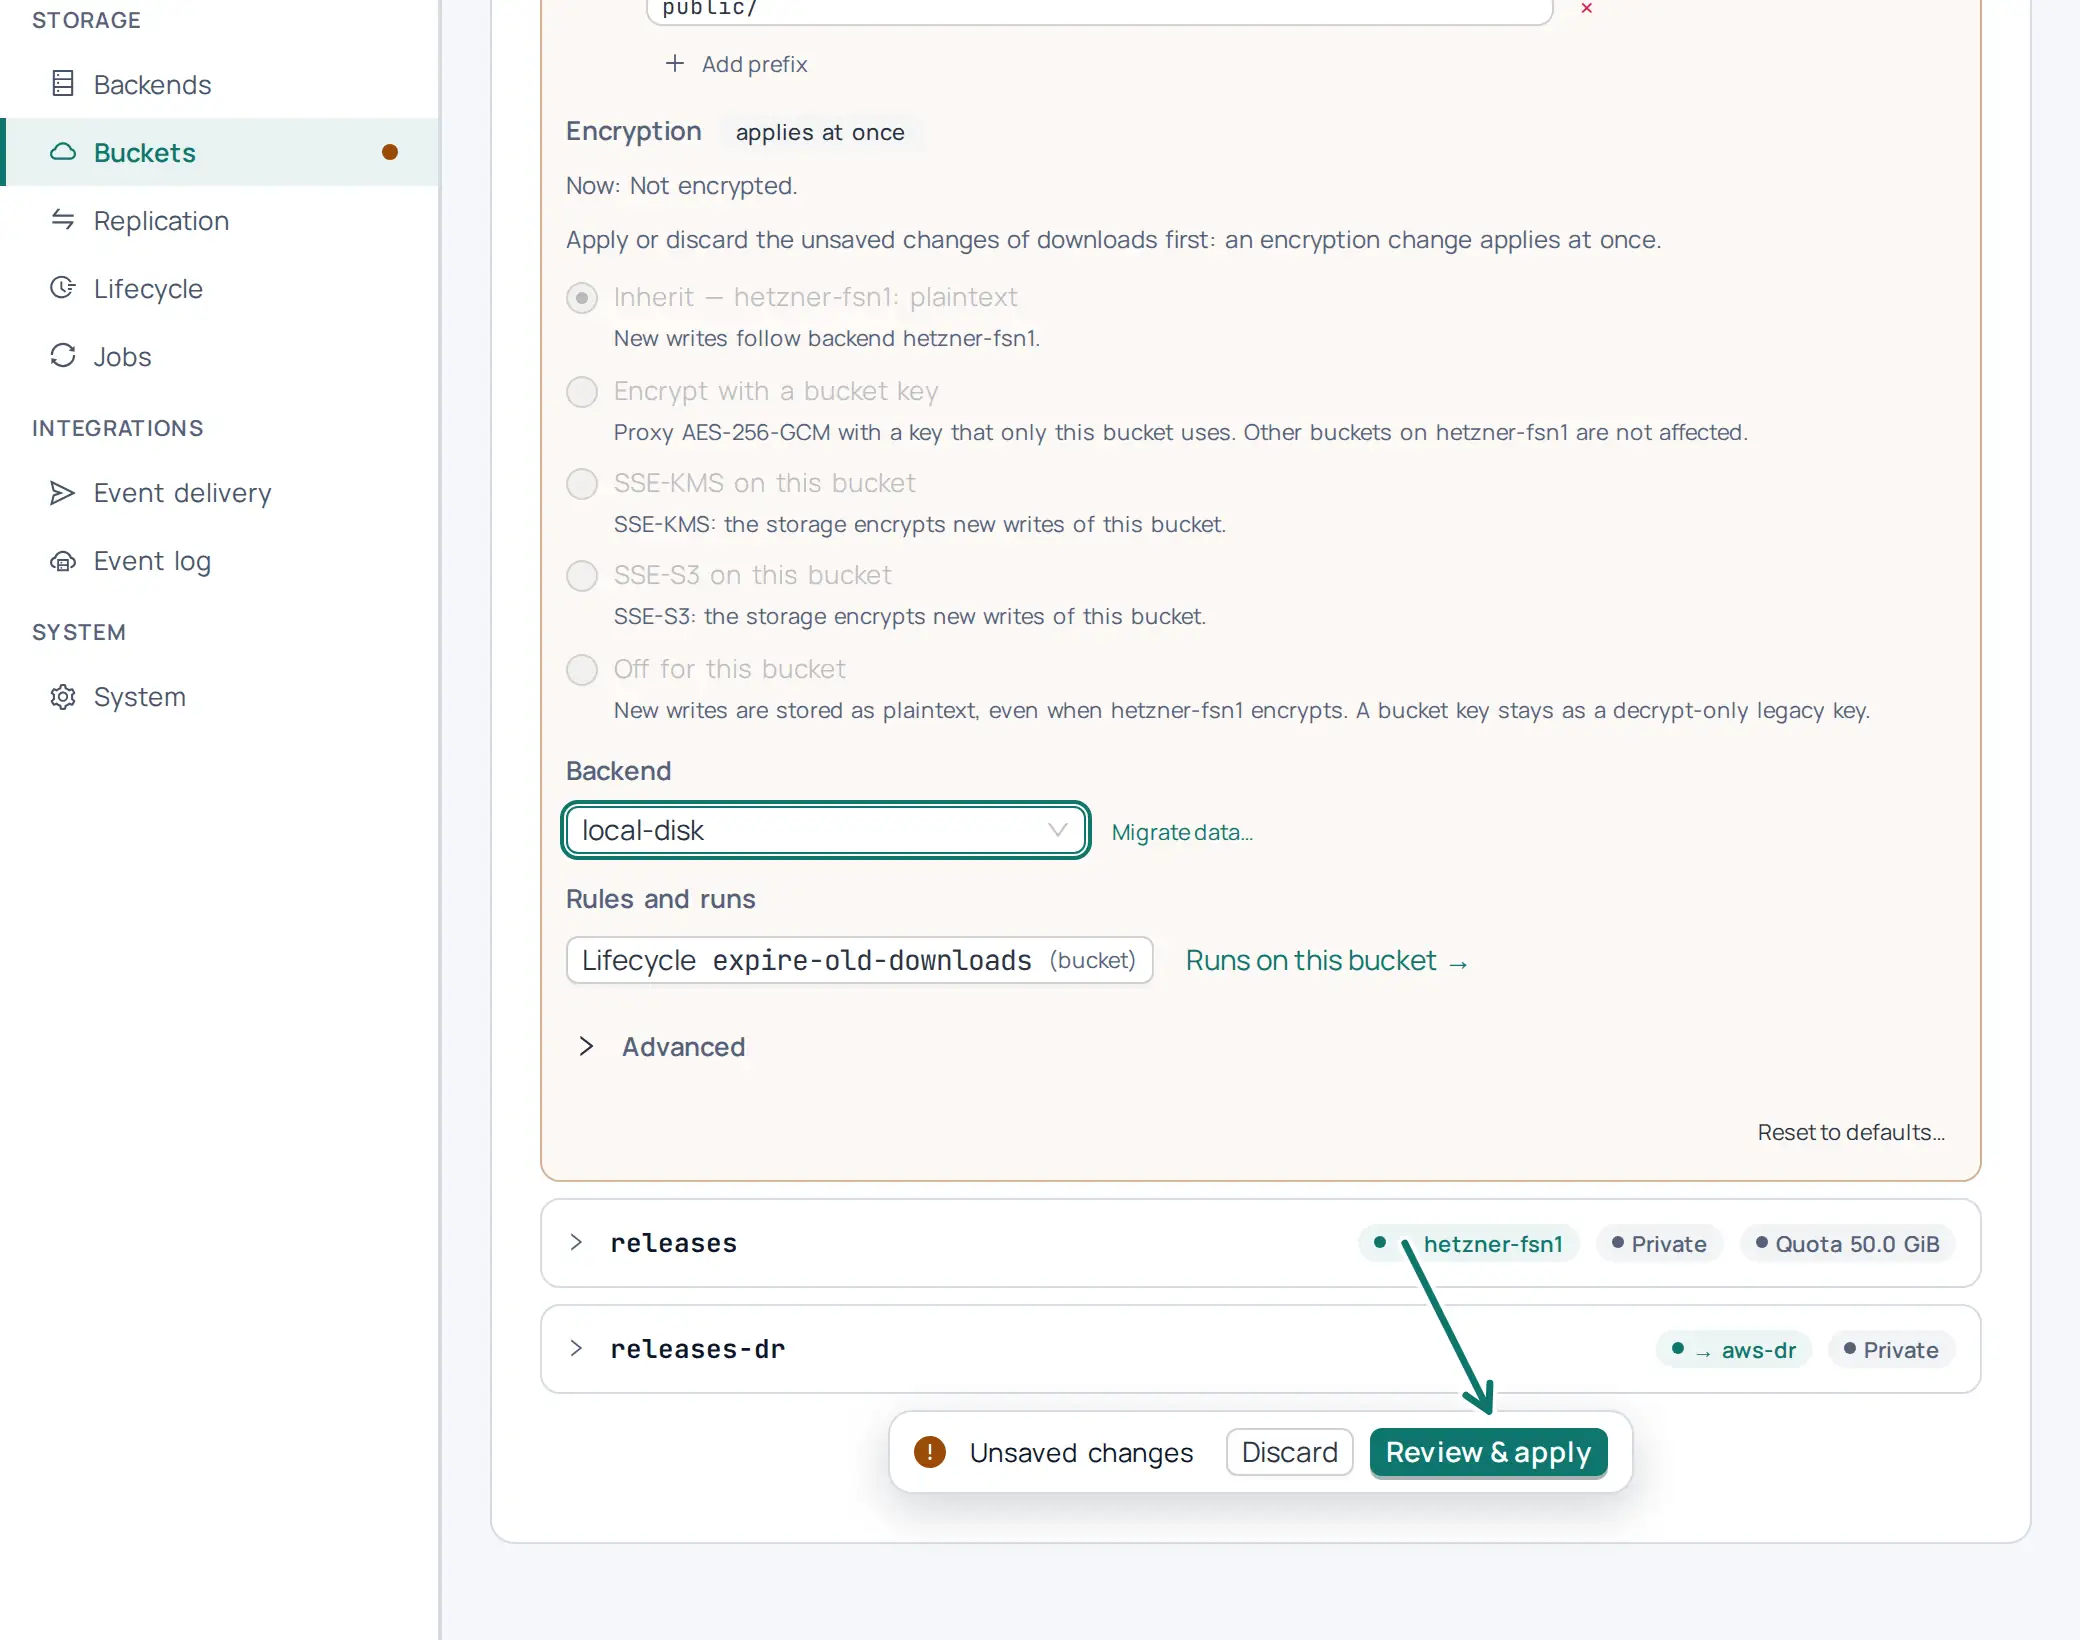 STORAGE
Backends
Buckets
Replication
Lifecycle
Jobs
INTEGRATIONS
Event delivery
Event log
SYSTEM
System
public/
×
+ Add prefix
Encryption applies at once
Now: Not encrypted.
Apply or discard the unsaved changes of downloads first: an encryption change applies at once.
Inherit — hetzner-fsn1: plaintext
New writes follow backend hetzner-fsn1.
Encrypt with a bucket key
Proxy AES-256-GCM with a key that only this bucket uses. Other buckets on hetzner-fsn1 are not affected.
SSE-KMS on this bucket
SSE-KMS: the storage encrypts new writes of this bucket.
SSE-S3 on this bucket
SSE-S3: the storage encrypts new writes of this bucket.
Off for this bucket
New writes are stored as plaintext, even when hetzner-fsn1 encrypts. A bucket key stays as a decrypt-only legacy key.
Backend
local-disk Migrate data…
Rules and runs
Lifecycle expire-old-downloads (bucket) Runs on this bucket →
Advanced
Reset to defaults…
releases hetzner-fsn1 Private Quota 50.0 GiB
releases-dr → aws-dr Private
! Unsaved changes Discard Review & apply